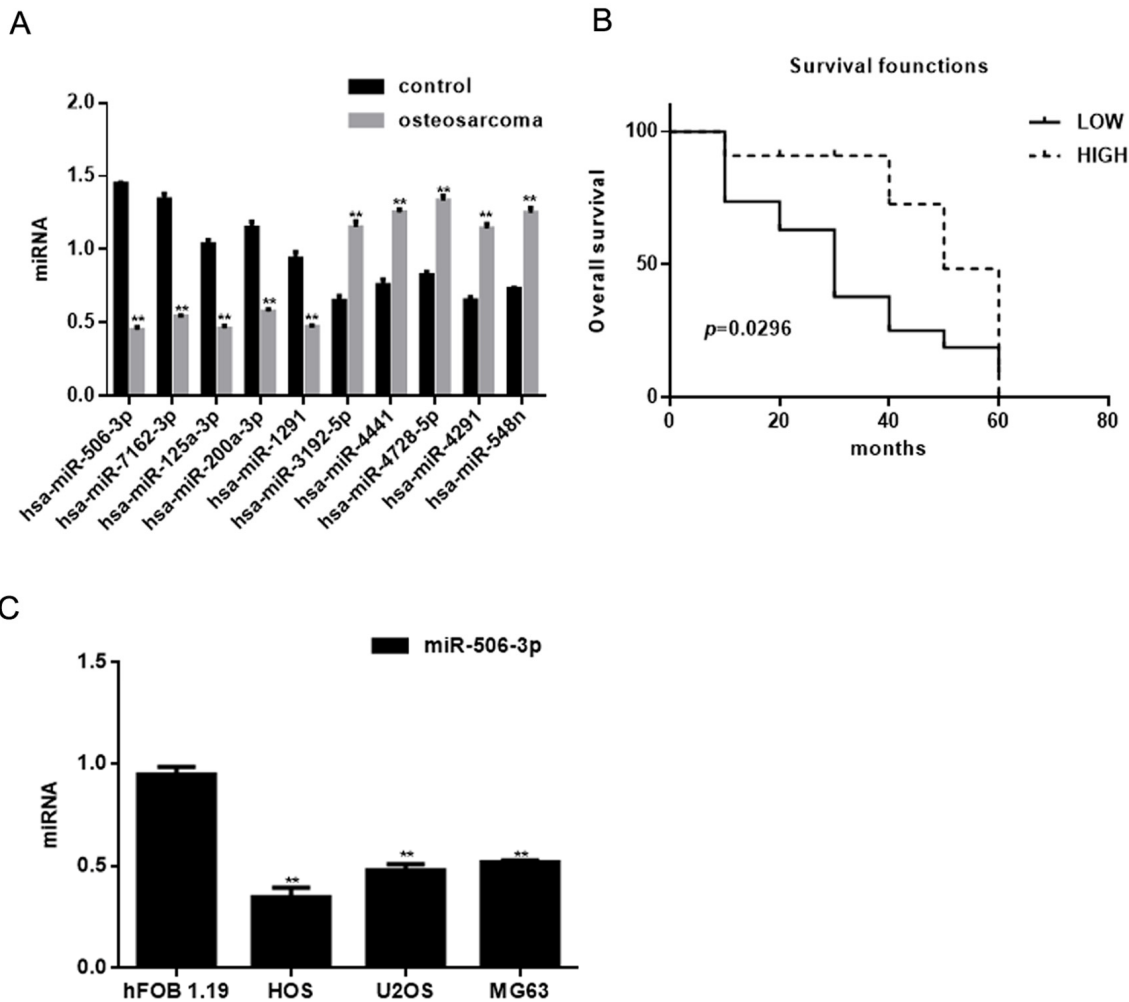 A
control
osteosarcoma
2.0
1.5
1.0
0.5
0.0
miRNA
** ** ** ** ** ** ** ** ** **
hsa-miR-506-3p
hsa-miR-7162-3p
hsa-miR-125a-3p
hsa-miR-200a-3p
hsa-miR-1291
hsa-miR-3192-5p
hsa-miR-4441
hsa-miR-4728-5p
hsa-miR-4291
hsa-miR-548n
B
Survival founctions
LOW
HIGH
100
50
0
Overall survival
p=0.0296
0 20 40 60 80
months
C
miR-506-3p
1.5
1.0
0.5
0.0
miRNA
** ** **
hFOB 1.19 HOS U2OS MG63